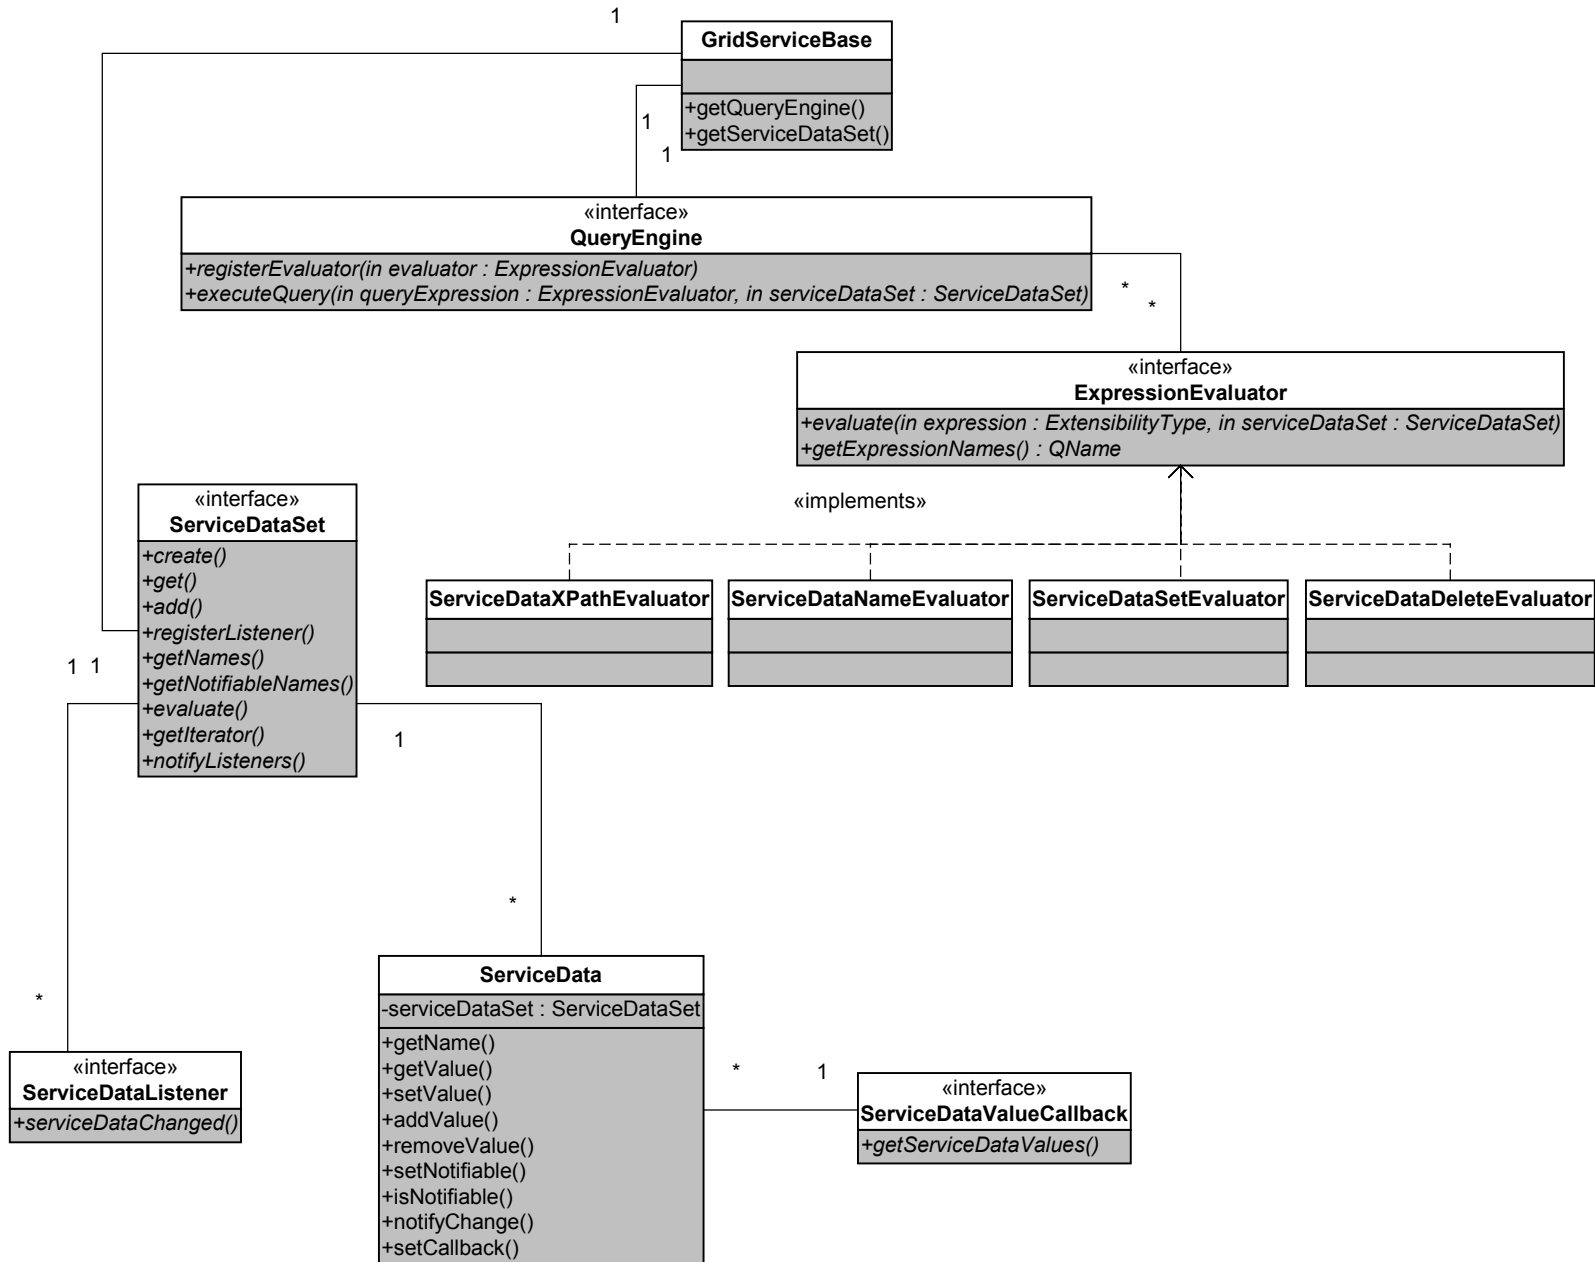 1
GridServiceBase
+getQueryEngine()
+getServiceDataSet()
1
1
«interface»
QueryEngine
+registerEvaluator(in evaluator : ExpressionEvaluator)
+executeQuery(in queryExpression : ExpressionEvaluator, in serviceDataSet : ServiceDataSet)
*
*
«interface»
ExpressionEvaluator
+evaluate(in expression : ExtensibilityType, in serviceDataSet : ServiceDataSet)
+getExpressionNames() : QName
«implements»
ServiceDataXPathEvaluator
ServiceDataNameEvaluator
ServiceDataSetEvaluator
ServiceDataDeleteEvaluator
«interface»
ServiceDataSet
+create()
+get()
+add()
+registerListener()
+getNames()
+getNotifiableNames()
+evaluate()
+getIterator()
+notifyListeners()
1 1
1
*
*
«interface»
ServiceDataListener
+serviceDataChanged()
ServiceData
-serviceDataSet : ServiceDataSet
+getName()
+getValue()
+setValue()
+addValue()
+removeValue()
+setNotifiable()
+isNotifiable()
+notifyChange()
+setCallback()
* 1
«interface»
ServiceDataValueCallback
+getServiceDataValues()